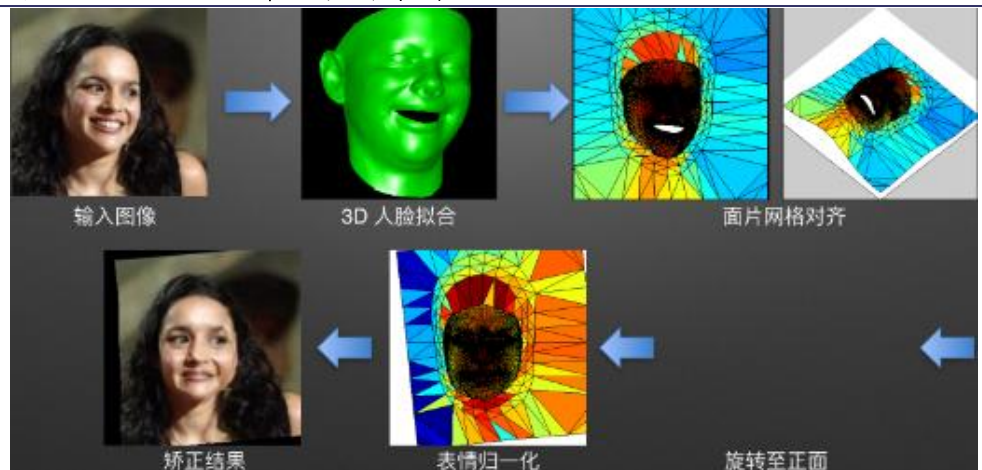 输入图像
3D 人脸拟合
面片网格对齐
矫正结果
表情归一化
旋转至正面